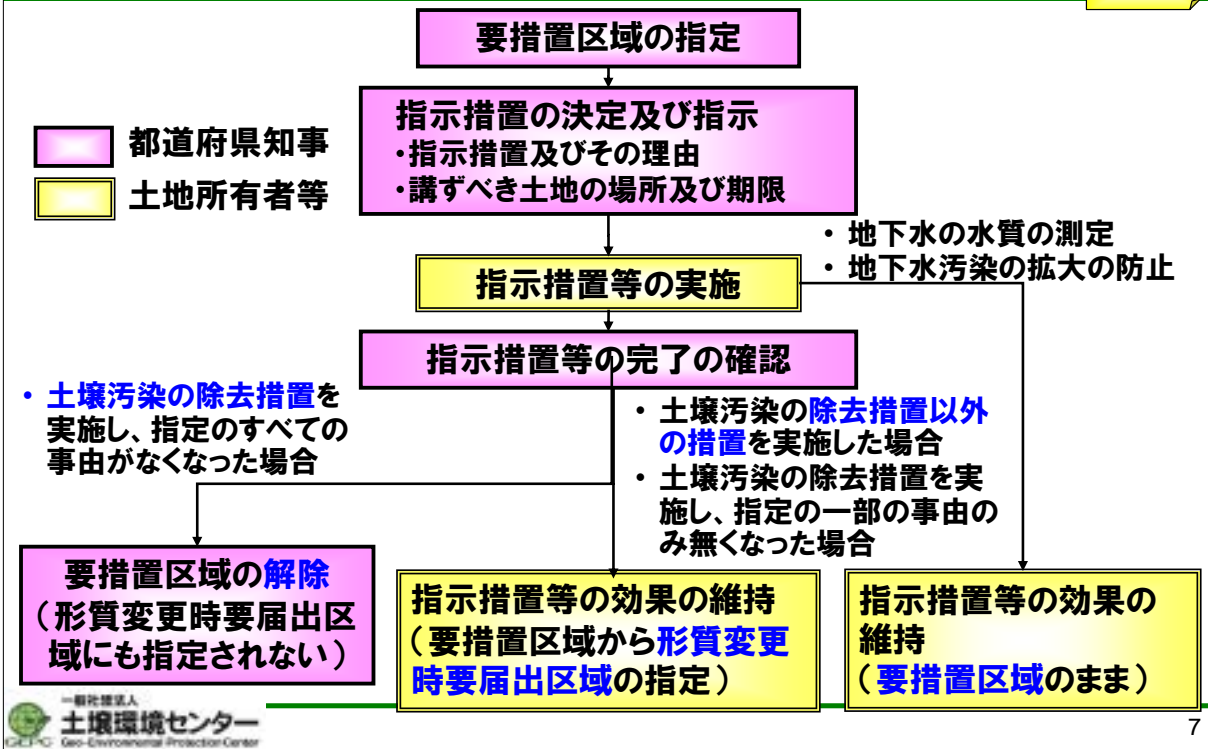 要措置区域の指定
指示措置の決定及び指示
・指示措置及びその理由
・講ずべき土地の場所及び期限
都道府県知事
土地所有者等
・ 地下水の水質の測定
・ 地下水汚染の拡大の防止
指示措置等の実施
指示措置等の完了の確認
・ 土壌汚染の除去措置を
実施し、指定のすべての
事由がなくなった場合
・ 土壌汚染の除去措置以外
の措置を実施した場合
・ 土壌汚染の除去措置を実
施し、指定の一部の事由の
み無くなった場合
要措置区域の解除
（形質変更時要届出区
域にも指定されない）
指示措置等の効果の維持
（要措置区域から形質変更
時要届出区域の指定）
指示措置等の効果の
維持
（要措置区域のまま）
一般社団法人
土壌環境センター
GEPC Geo-Environmental Protection Center
7